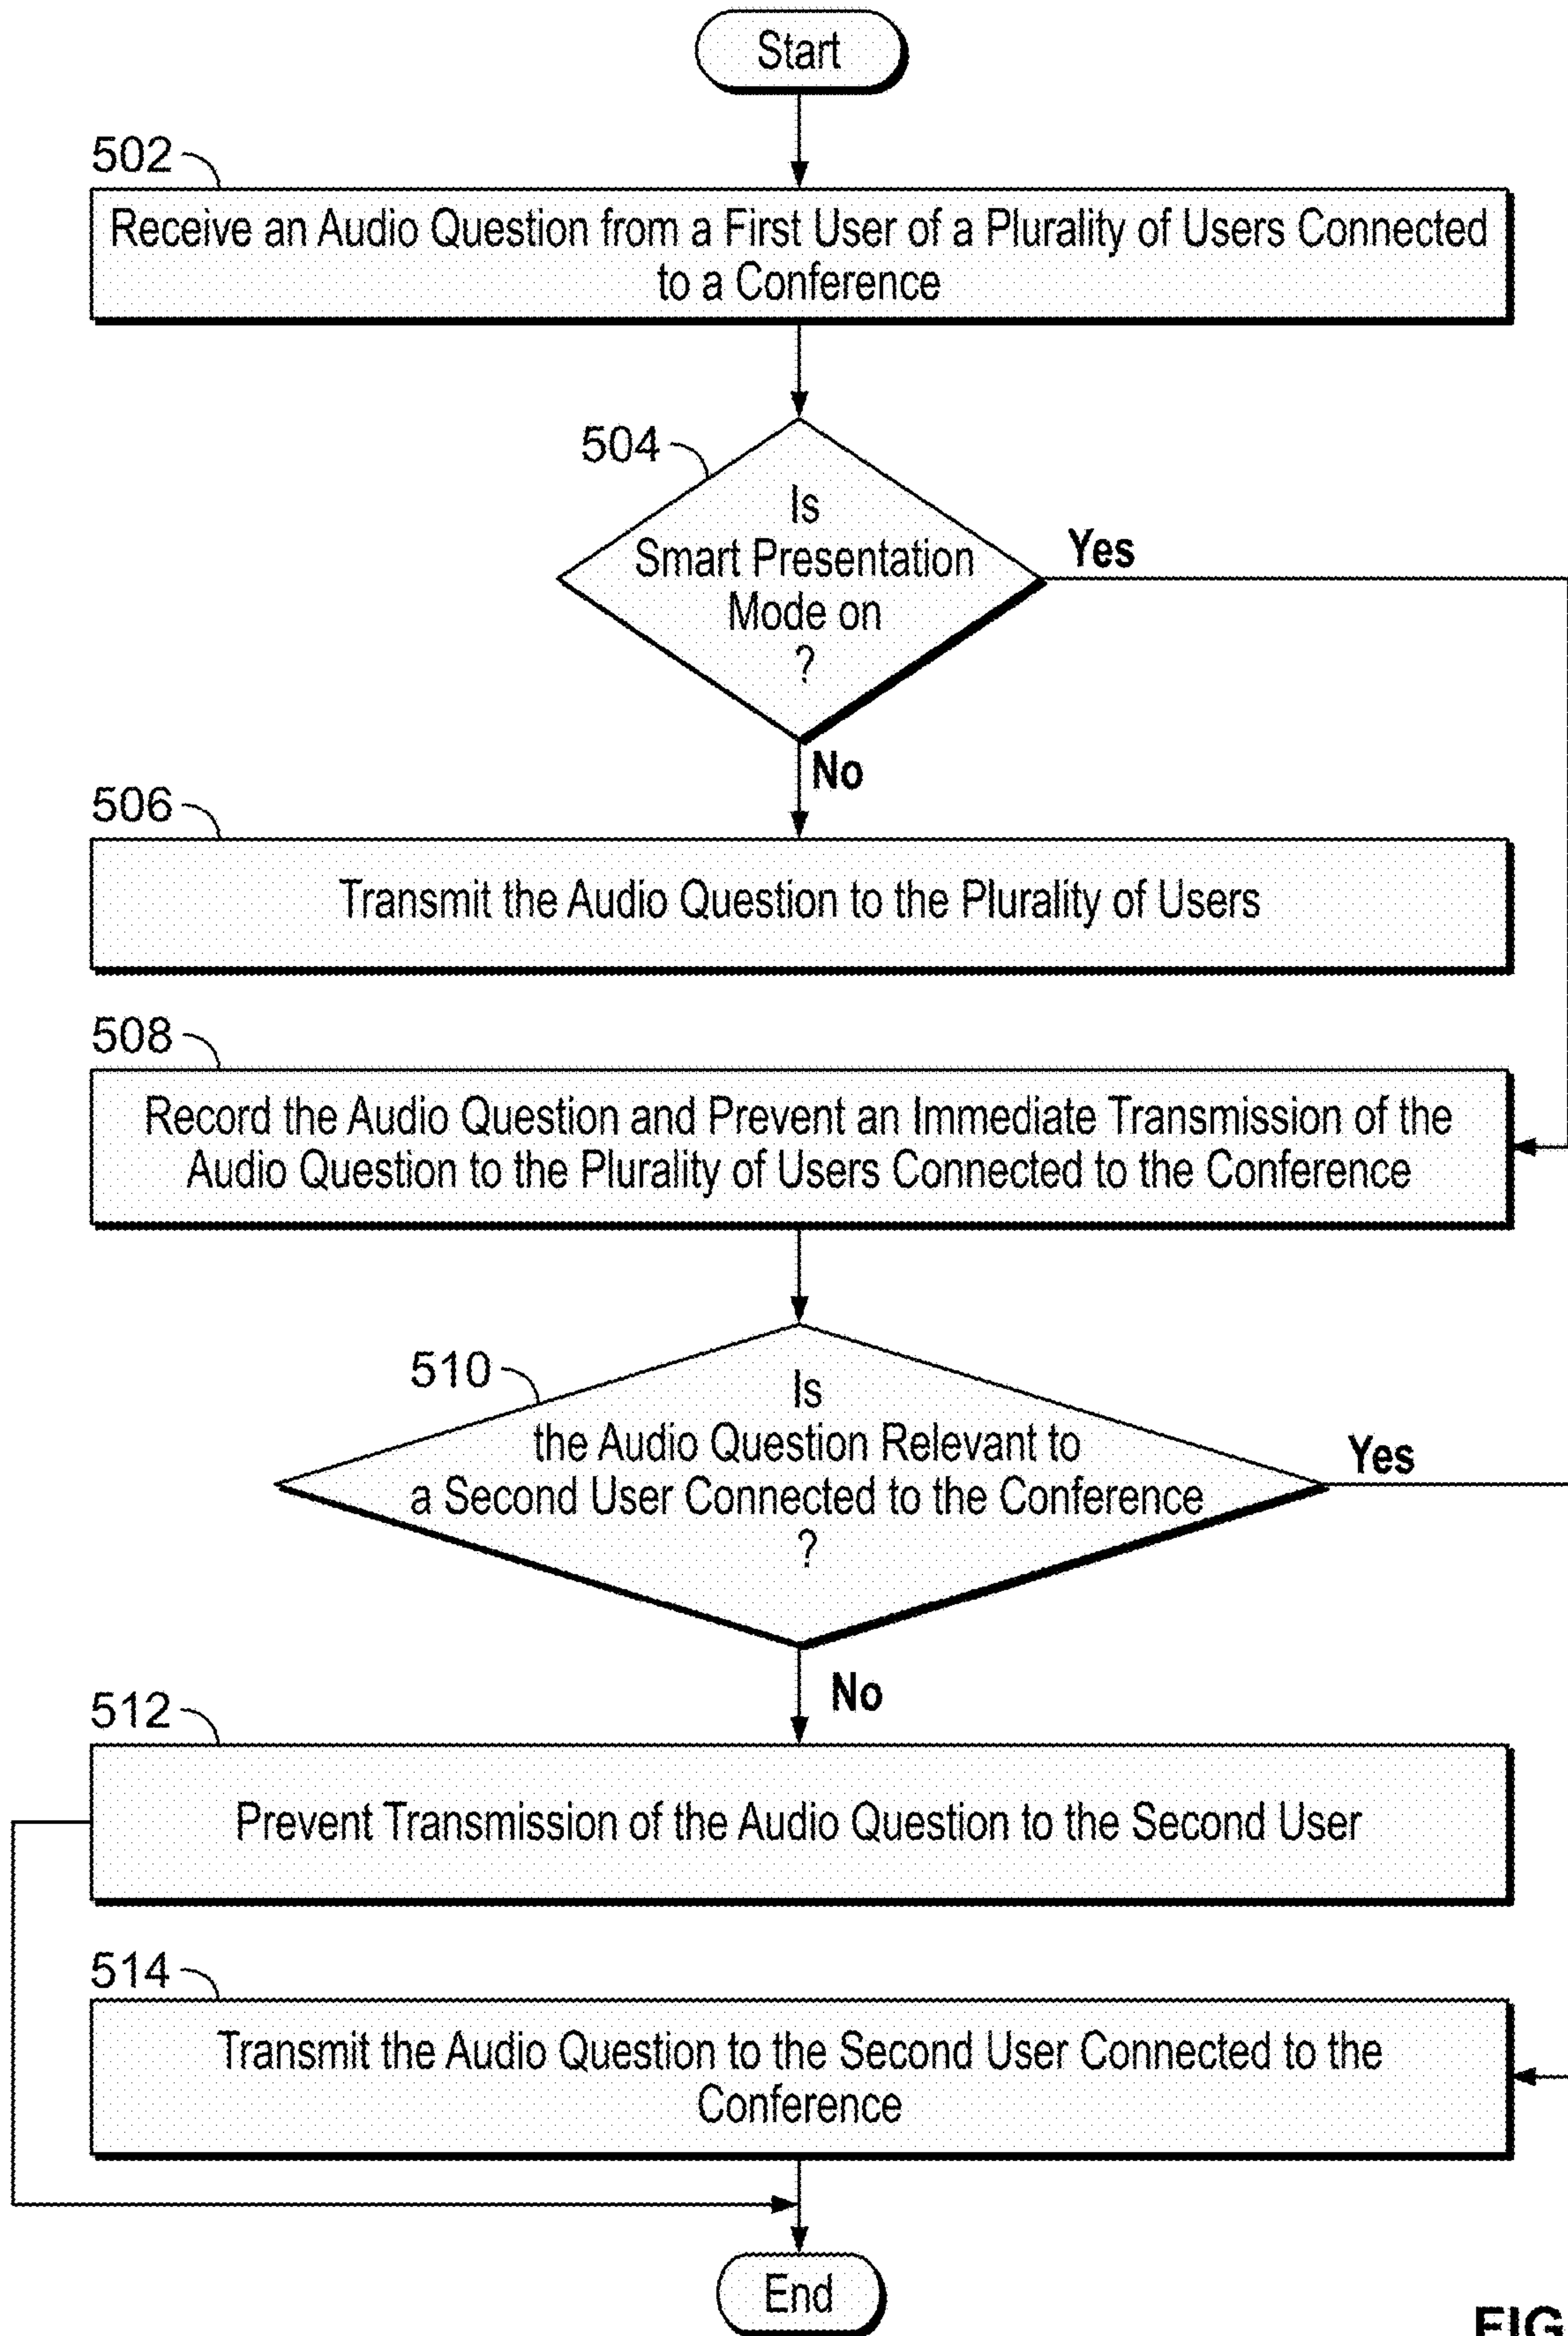 Start
502
Receive an Audio Question from a First User of a Plurality of Users Connected
to a Conference
504
Is
Smart Presentation
Mode on
?
Yes
No
506
Transmit the Audio Question to the Plurality of Users
508
Record the Audio Question and Prevent an Immediate Transmission of the
Audio Question to the Plurality of Users Connected to the Conference
510
Is
the Audio Question Relevant to
a Second User Connected to the Conference
?
Yes
No
512
Prevent Transmission of the Audio Question to the Second User
514
Transmit the Audio Question to the Second User Connected to the
Conference
End
FIG